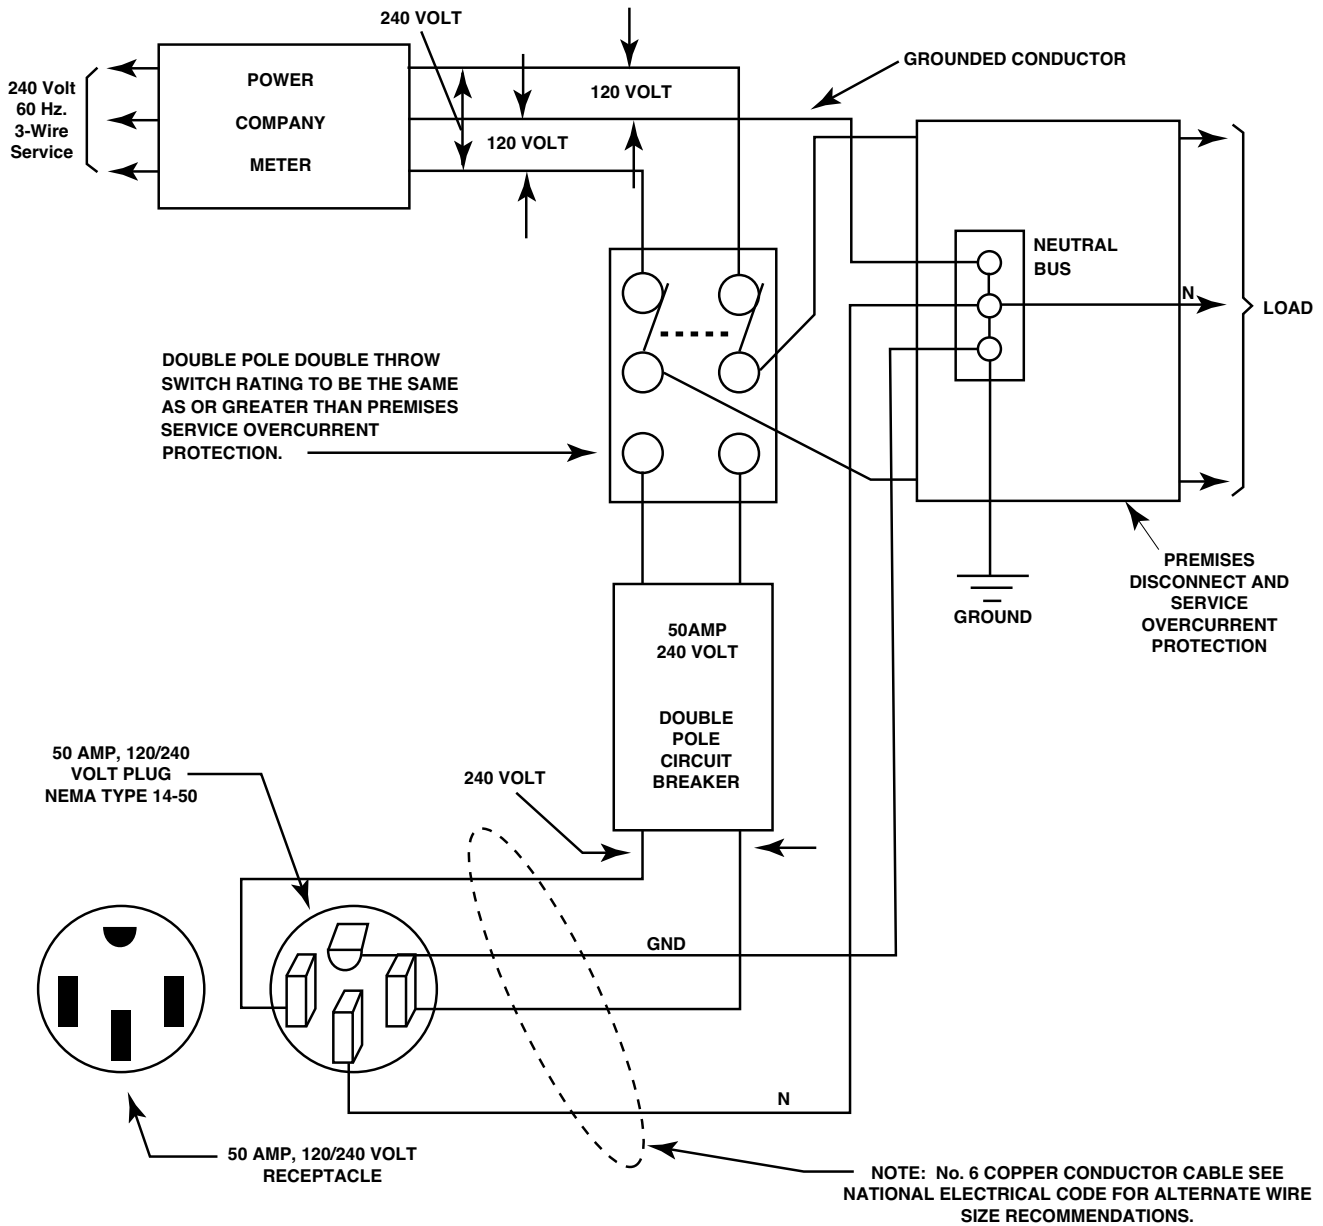 240 VOLT
GROUNDED CONDUCTOR
240 Volt
60 Hz.
3-Wire
Service
POWER
COMPANY
METER
120 VOLT
120 VOLT
NEUTRAL
BUS
N
LOAD
DOUBLE POLE DOUBLE THROW
SWITCH RATING TO BE THE SAME
AS OR GREATER THAN PREMISES
SERVICE OVERCURRENT
PROTECTION.
GROUND
PREMISES
DISCONNECT AND
SERVICE
OVERCURRENT
PROTECTION
50AMP
240 VOLT
DOUBLE
POLE
CIRCUIT
BREAKER
50 AMP, 120/240
VOLT PLUG
NEMA TYPE 14-50
240 VOLT
GND
N
50 AMP, 120/240 VOLT
RECEPTACLE
NOTE: No. 6 COPPER CONDUCTOR CABLE SEE
NATIONAL ELECTRICAL CODE FOR ALTERNATE WIRE
SIZE RECOMMENDATIONS.